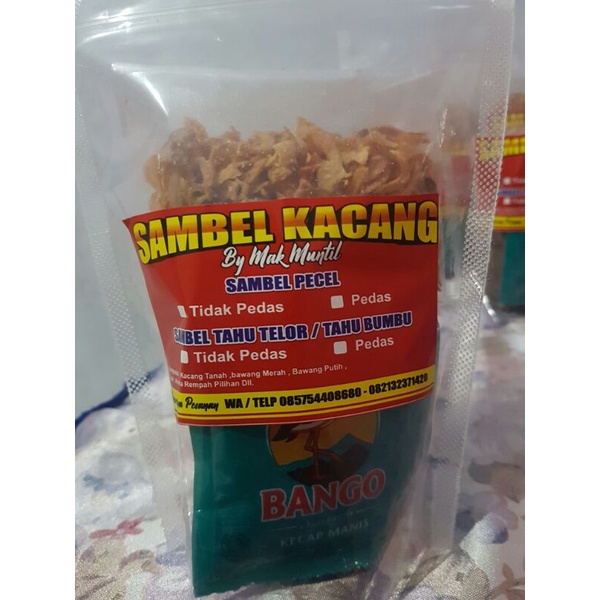 SAMBEL KACANG
By Mak Muntil
SAMBEL PECEL
Tidak Pedas
Pedas
SAMBEL TAHU TELOR / TAHU BUMBU
Tidak Pedas
Pedas
Kacang Tanah ,bawang Merah , Bawang Putih ,
Rempah Pilihan Dll.
Pesanan WA / TELP 085754408680 - 082132371420
BANGO
KECAP MANIS